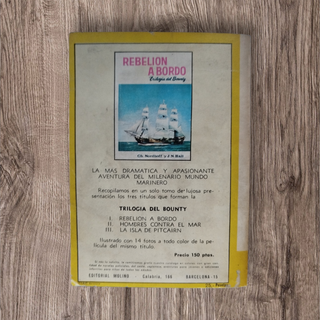 REBELION
A BORDO
Trilogía del Bounty
Ch. Nordhoff y J. N. Hall
LA MAS DRAMATICA Y APASIONANTE
AVENTURA DEL MILENARIO MUNDO
MARINERO
Recopilamos en un solo tomo de lujosa pre-
sentación los tres títulos que forman la
TRILOGIA DEL BOUNTY
I. REBELION A BORDO
II. HOMBRES CONTRA EL MAR
III. LA ISLA DE PITCAIRN
Ilustrado con 14 fotos a todo color de la pe-
lícula del mismo título.
Precio 150 ptas.
EDITORIAL MOLINO Calabria, 166 BARCELONA 15